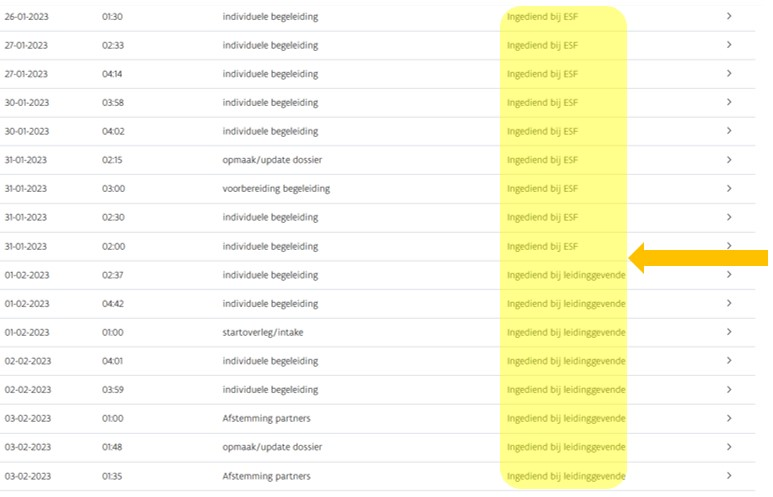 26-01-2023 01:30 individuele begeleiding Ingediend bij ESF
27-01-2023 02:33 individuele begeleiding Ingediend bij ESF
27-01-2023 04:14 individuele begeleiding Ingediend bij ESF
30-01-2023 03:58 individuele begeleiding Ingediend bij ESF
30-01-2023 04:02 individuele begeleiding Ingediend bij ESF
31-01-2023 02:15 opmaak/update dossier Ingediend bij ESF
31-01-2023 03:00 voorbereiding begeleiding Ingediend bij ESF
31-01-2023 02:30 individuele begeleiding Ingediend bij ESF
31-01-2023 02:00 individuele begeleiding Ingediend bij ESF
01-02-2023 02:37 individuele begeleiding Ingediend bij leidinggevende
01-02-2023 04:42 individuele begeleiding Ingediend bij leidinggevende
01-02-2023 01:00 startoverleg/intake Ingediend bij leidinggevende
02-02-2023 04:01 individuele begeleiding Ingediend bij leidinggevende
02-02-2023 03:59 individuele begeleiding Ingediend bij leidinggevende
03-02-2023 01:00 Afstemming partners Ingediend bij leidinggevende
03-02-2023 01:48 opmaak/update dossier Ingediend bij leidinggevende
03-02-2023 01:35 Afstemming partners Ingediend bij leidinggevende